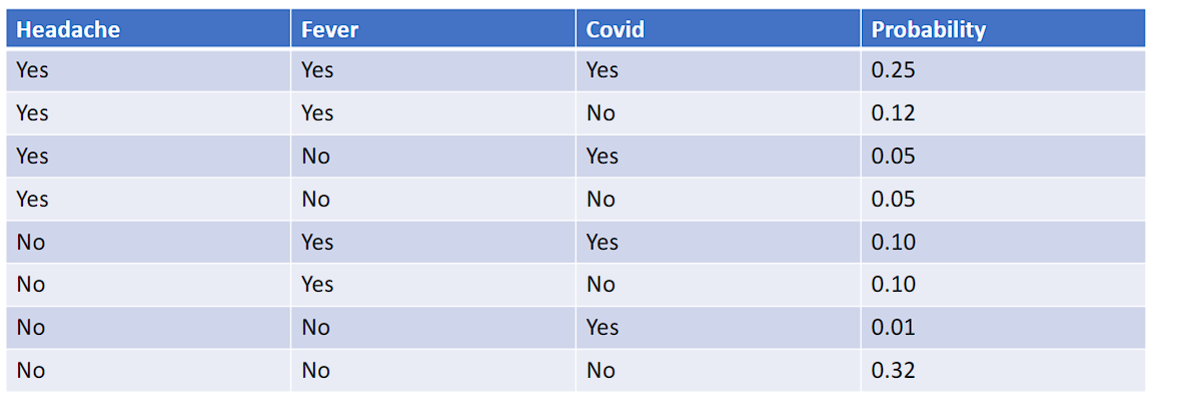 Headache Fever Covid Probability
Yes Yes Yes 0.25
Yes Yes No 0.12
Yes No Yes 0.05
Yes No No 0.05
No Yes Yes 0.10
No Yes No 0.10
No No Yes 0.01
No No No 0.32